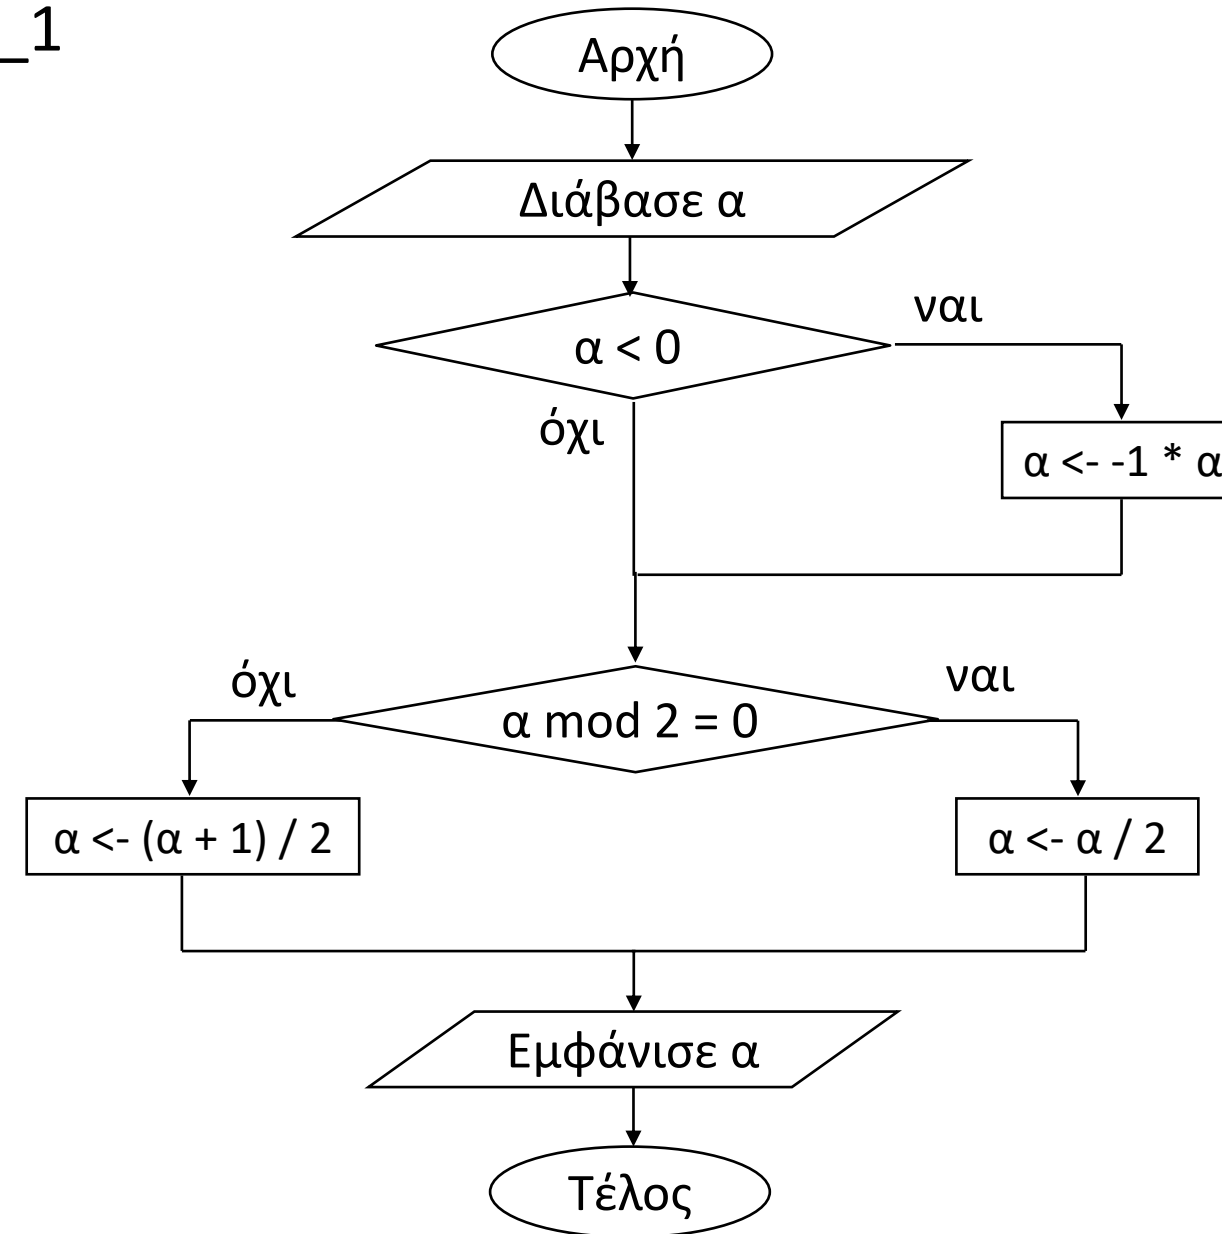 _1
Αρχή
Διάβασε α
α < 0
ναι
όχι
α <- -1 * α
α mod 2 = 0
όχι
ναι
α <- (α + 1) / 2
α <- α / 2
Εμφάνισε α
Τέλος